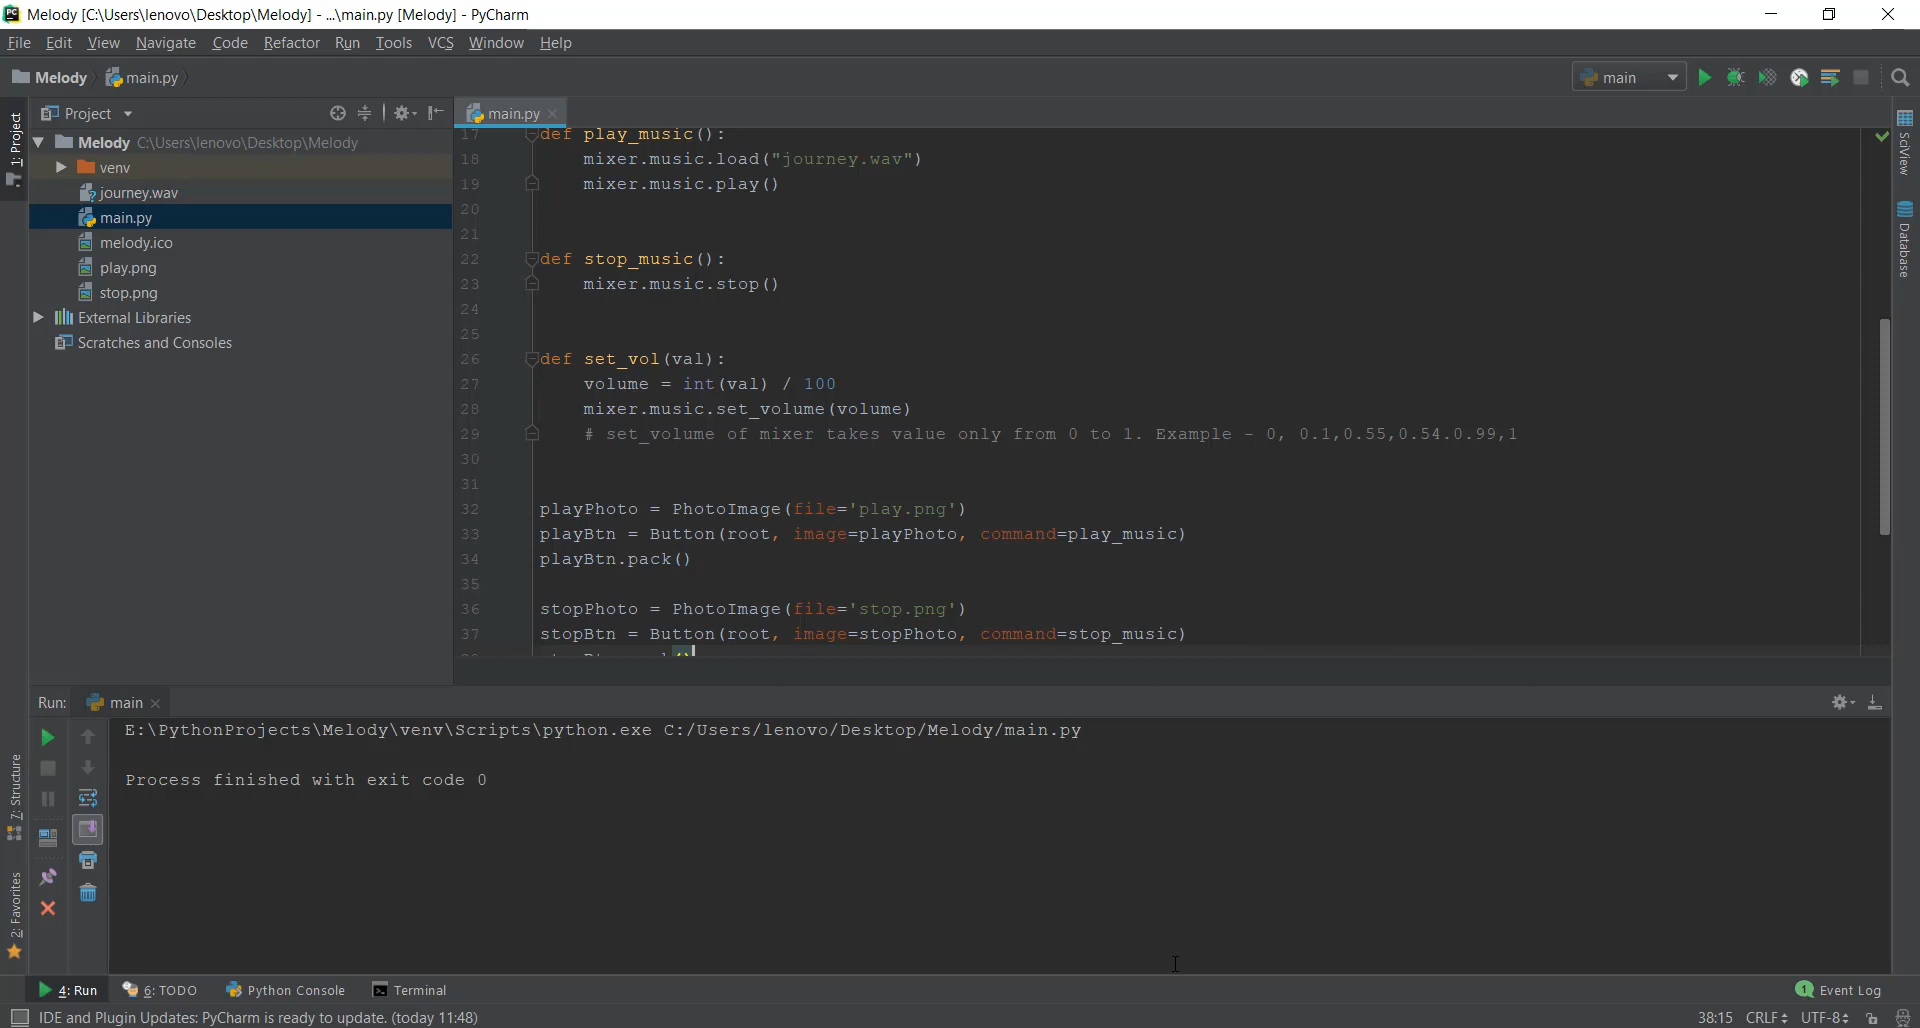 Melody [C:\Users\lenovo\Desktop\Melody] - ...\main.py [Melody] - PyCharm
File Edit View Navigate Code Refactor Run Tools VCS Window Help
Melody main.py main
1: Project
Project
Melody C:\Users\lenovo\Desktop\Melody
venv
journey.wav
main.py
melody.ico
play.png
stop.png
External Libraries
Scratches and Consoles
main.py
17 def play_music():
18 mixer.music.load("journey.wav")
19 mixer.music.play()
20
21
22 def stop_music():
23 mixer.music.stop()
24
25
26 def set_vol(val):
27 volume = int(val) / 100
28 mixer.music.set_volume(volume)
29 # set_volume of mixer takes value only from 0 to 1. Example - 0, 0.1,0.55,0.54.0.99,1
30
31
32 playPhoto = PhotoImage(file='play.png')
33 playBtn = Button(root, image=playPhoto, command=play_music)
34 playBtn.pack()
35
36 stopPhoto = PhotoImage(file='stop.png')
37 stopBtn = Button(root, image=stopPhoto, command=stop_music)
SciView
Database
Run: main
E:\PythonProjects\Melody\venv\Scripts\python.exe C:/Users/lenovo/Desktop/Melody/main.py
Process finished with exit code 0
7: Structure
2: Favorites
4: Run 6: TODO Python Console Terminal 1 Event Log
IDE and Plugin Updates: PyCharm is ready to update. (today 11:48) 38:15 CRLF UTF-8